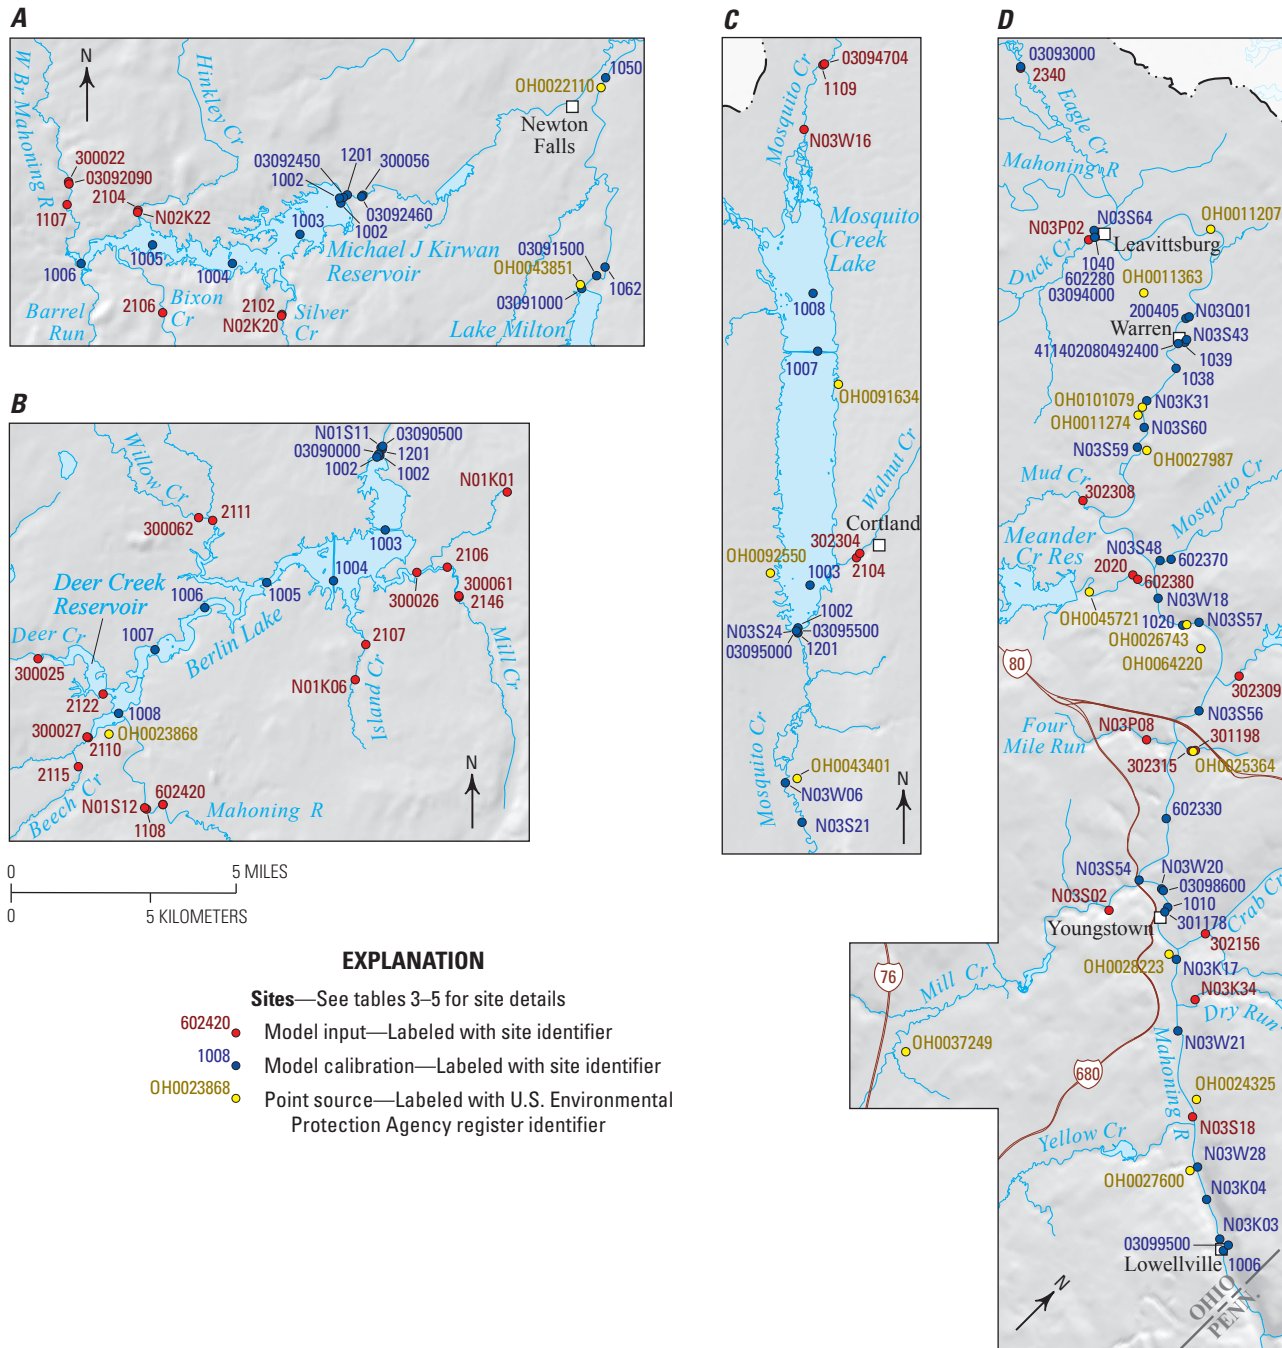 A
N
W Br Mahoning R
Hinkley Cr
1050
OH0022110
Newton
Falls
300022
03092090
2104
1107
N02K22
03092450
1201
300056
1002
03092460
1003
1002
Michael J Kirwan
Reservoir
1006
1005
1004
03091500
OH0043851
1062
03091000
Barrel
Run
2106
Bixon
Cr
2102
N02K20
Silver
Cr
Lake Milton
B
Willow Cr
N01S11
03090500
03090000
1201
1002
1002
N01K01
300062
2111
1003
2106
Deer Creek
Reservoir
1006
1005
1004
300026
300061
2146
Deer Cr
1007
Berlin Lake
2107
Mill Cr
300025
2122
N01K06
Island Cr
1008
300027
2110
OH0023868
2115
Beech Cr
N01S12
602420
1108
Mahoning R
N
0
5 MILES
0
5 KILOMETERS
EXPLANATION
Sites—See tables 3–5 for site details
602420
Model input—Labeled with site identifier
1008
Model calibration—Labeled with site identifier
OH0023868
Point source—Labeled with U.S. Environmental
Protection Agency register identifier
C
Mosquito Cr
03094704
1109
N03W16
Mosquito
Creek
Lake
1008
1007
OH0091634
Walnut Cr
Cortland
302304
2104
OH0092550
1003
1002
N03S24
03095500
03095000
1201
Mosquito Cr
OH0043401
N03W06
N03S21
N
D
03093000
2340
Eagle Cr
Mahoning R
OH0011207
N03P02
N03S64
Leavittsburg
Duck Cr
1040
602280
03094000
OH0011363
200405
N03Q01
Warren
N03S43
411402080492400
1039
1038
OH0101079
N03K31
OH0011274
N03S60
N03S59
OH0027987
Mud Cr
302308
Mosquito Cr
Meander
Cr Res
N03S48
602370
2020
602380
N03W18
OH0045721
1020
N03S57
OH0026743
OH0064220
80
302309
N03S56
Four
Mile Run
N03P08
301198
302315
OH0025364
602330
N03S54
N03W20
03098600
N03S02
1010
301178
Crab Cr
Youngstown
302156
OH0028223
N03K17
76
Mill Cr
N03K34
Dry Run
OH0037249
N03W21
680
Mahoning R
OH0024325
N03S18
Yellow Cr
N03W28
OH0027600
N03K04
N03K03
03099500
Lowellville
1006
N
OHIO
PENN.